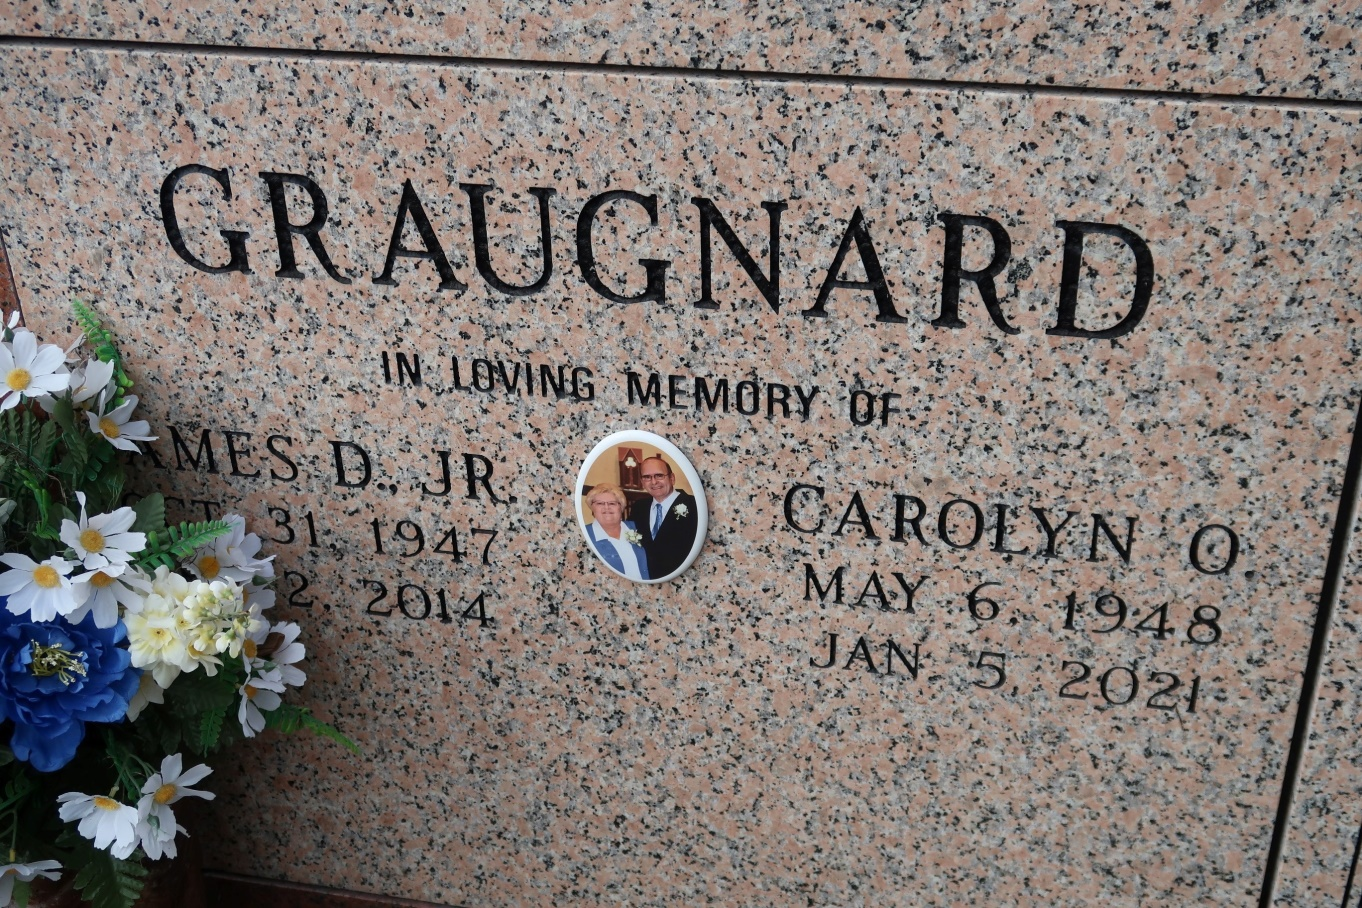 GRAUGNARD
IN LOVING MEMORY OF
AMES D., JR.
31, 1947
2, 2014
CAROLYN O.
MAY 6 1948
JAN 5, 2021